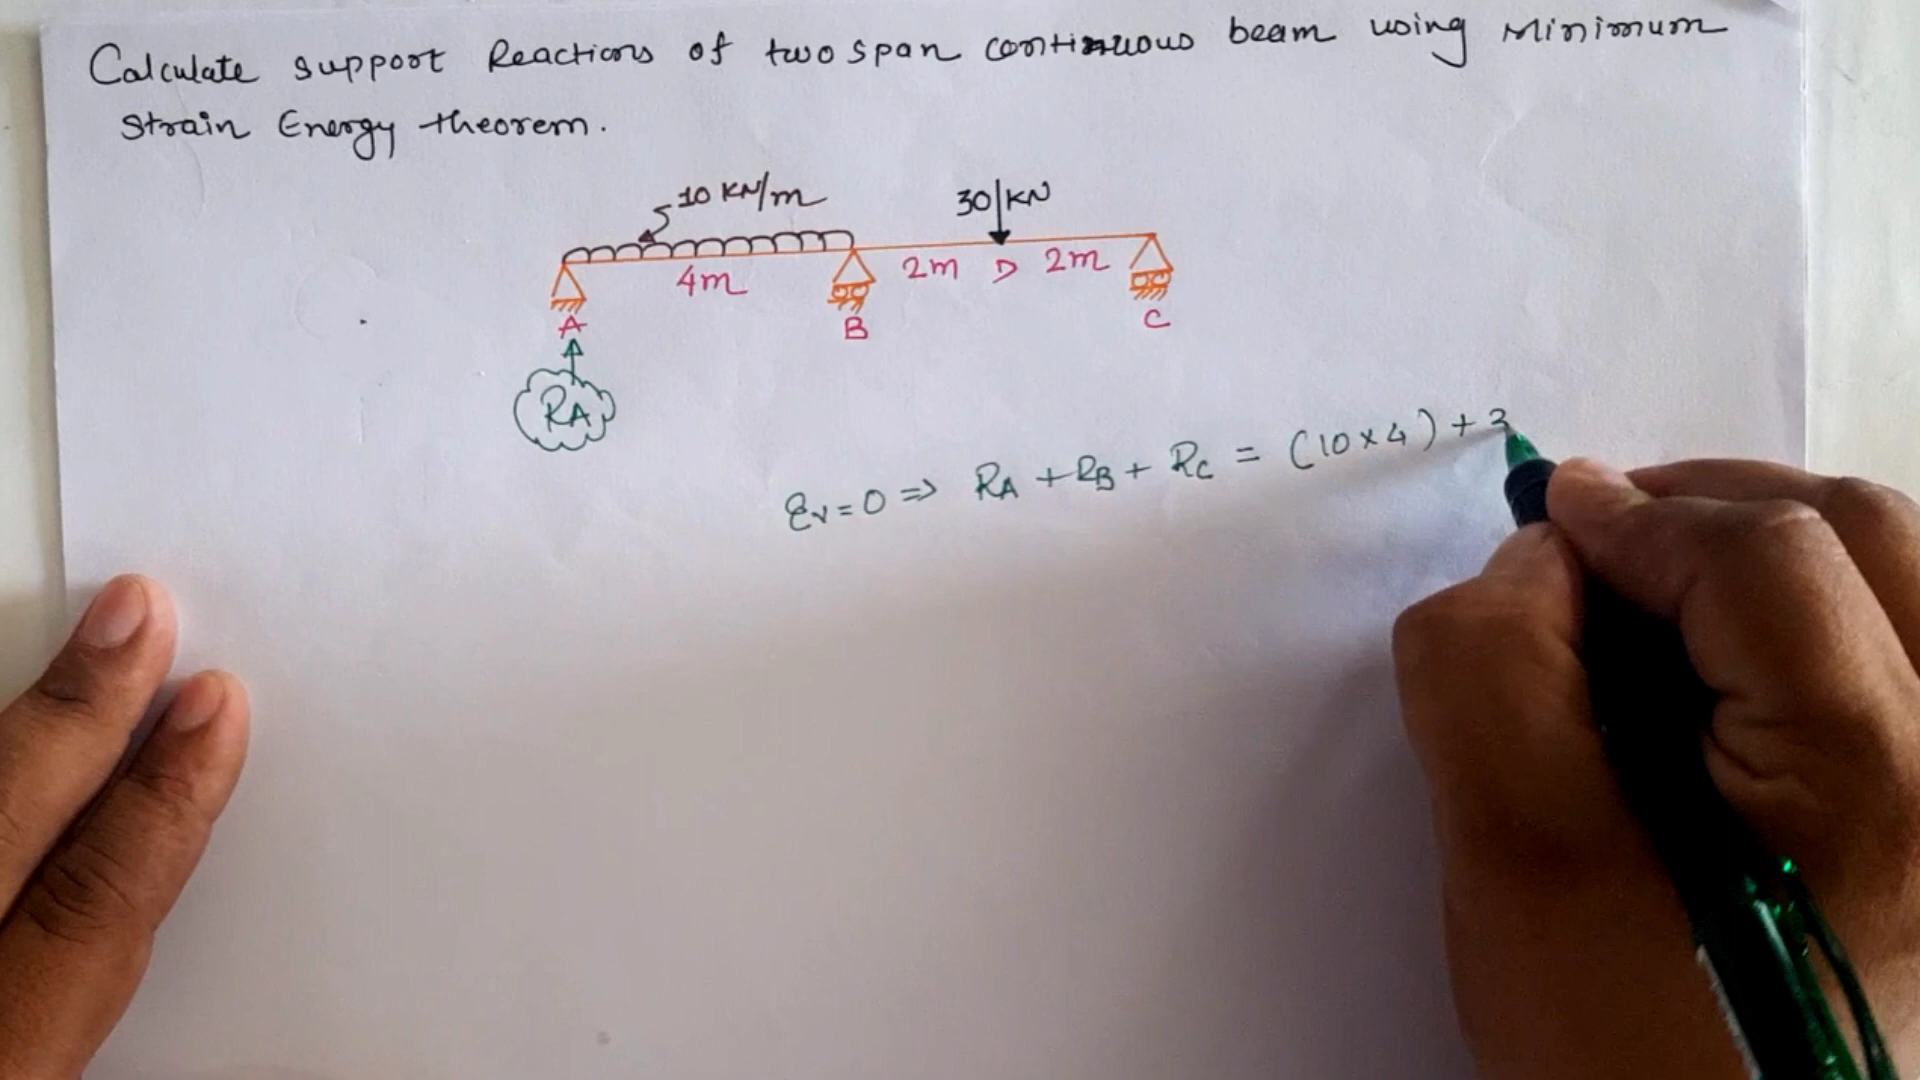 Calculate support Reactions of two span continuous beam using Minimum
Strain Energy theorem.
10 KN/m
30 KN
4m
2m D 2m
A
B
C
RA
Ɛv=0 ⇒ RA + RB + RC = (10×4) + 3